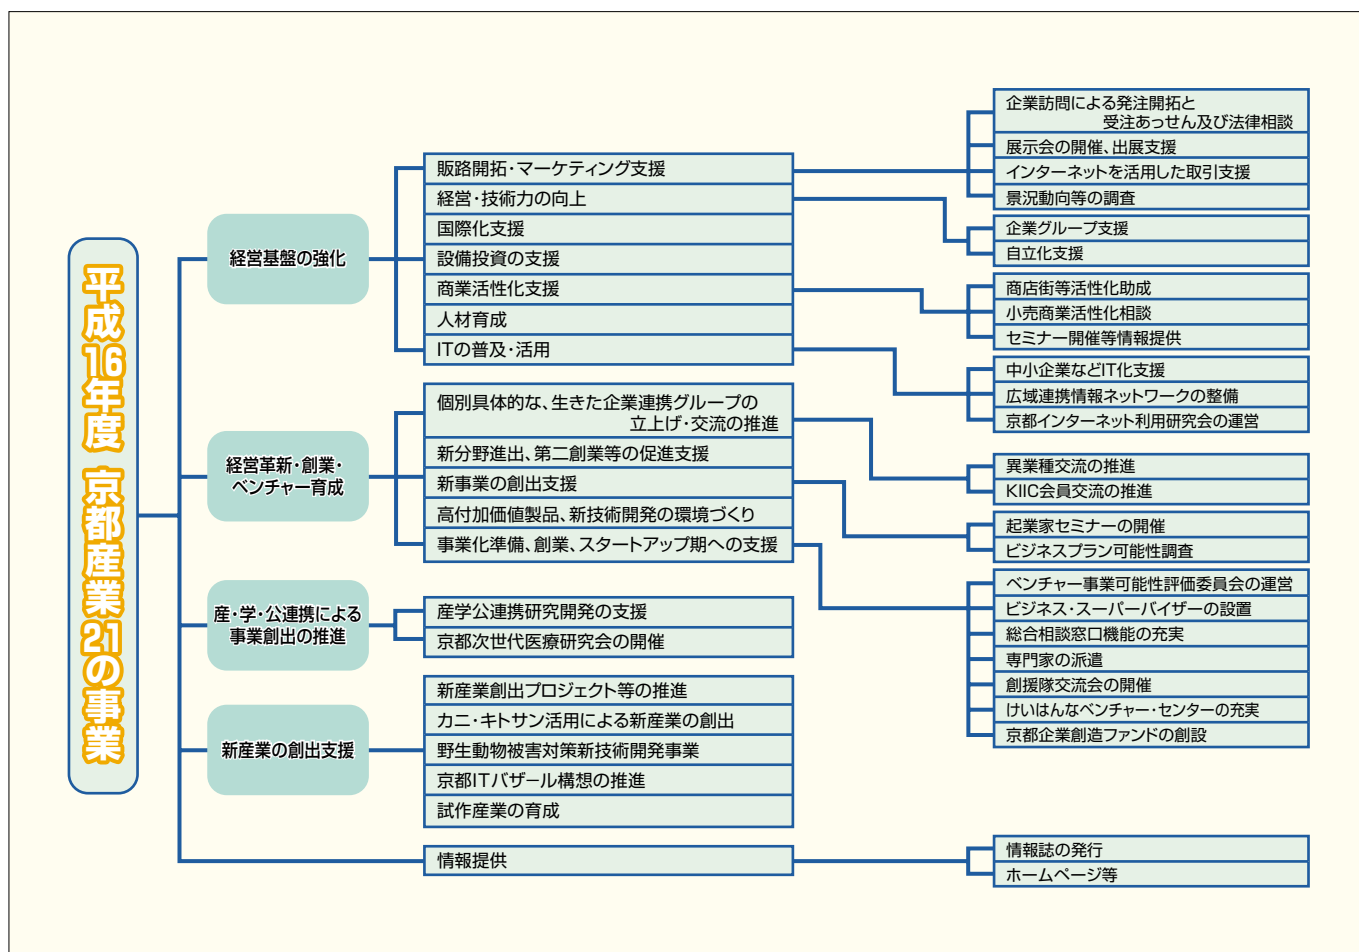 平成16年度 京都産業21の事業
経営基盤の強化
販路開拓・マーケティング支援
経営・技術力の向上
国際化支援
設備投資の支援
商業活性化支援
人材育成
ITの普及・活用
企業訪問による発注開拓と
受注あっせん及び法律相談
展示会の開催、出展支援
インターネットを活用した取引支援
景況動向等の調査
企業グループ支援
自立化支援
商店街等活性化助成
小売商業活性化相談
セミナー開催等情報提供
中小企業などIT化支援
広域連携情報ネットワークの整備
京都インターネット利用研究会の運営
経営革新・創業・
ベンチャー育成
個別具体的な、生きた企業連携グループの
立上げ・交流の推進
新分野進出、第二創業等の促進支援
新事業の創出支援
高付加価値製品、新技術開発の環境づくり
事業化準備、創業、スタートアップ期への支援
異業種交流の推進
KIIC会員交流の推進
起業家セミナーの開催
ビジネスプラン可能性調査
ベンチャー事業可能性評価委員会の運営
ビジネス・スーパーバイザーの設置
総合相談窓口機能の充実
専門家の派遣
創援隊交流会の開催
けいはんなベンチャー・センターの充実
京都企業創造ファンドの創設
産・学・公連携による
事業創出の推進
産学公連携研究開発の支援
京都次世代医療研究会の開催
新産業の創出支援
新産業創出プロジェクト等の推進
カニ・キトサン活用による新産業の創出
野生動物被害対策新技術開発事業
京都ITバザール構想の推進
試作産業の育成
情報提供
情報誌の発行
ホームページ等